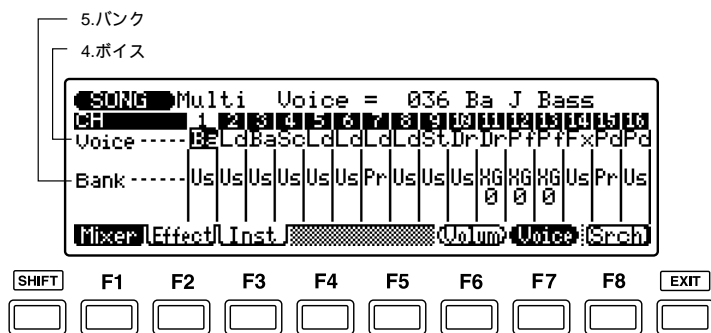 5.バンク
4.ボイス
SONG Multi Voice = 036 Ba J Bass
CH 1 2 3 4 5 6 7 8 9 10 11 12 13 14 15 16
Voice ----- Ba Ld Ba Sc Ld Ld Ld Ld St Dr Dr Pf Pf Fx Pd Pd
Bank ------ Us Us Us Us Us Us Pr Us Us Us XG XG XG Us Pr Us
0 0 0
Mixer Effect Inst Volum Voice Srch
SHIFT F1 F2 F3 F4 F5 F6 F7 F8 EXIT